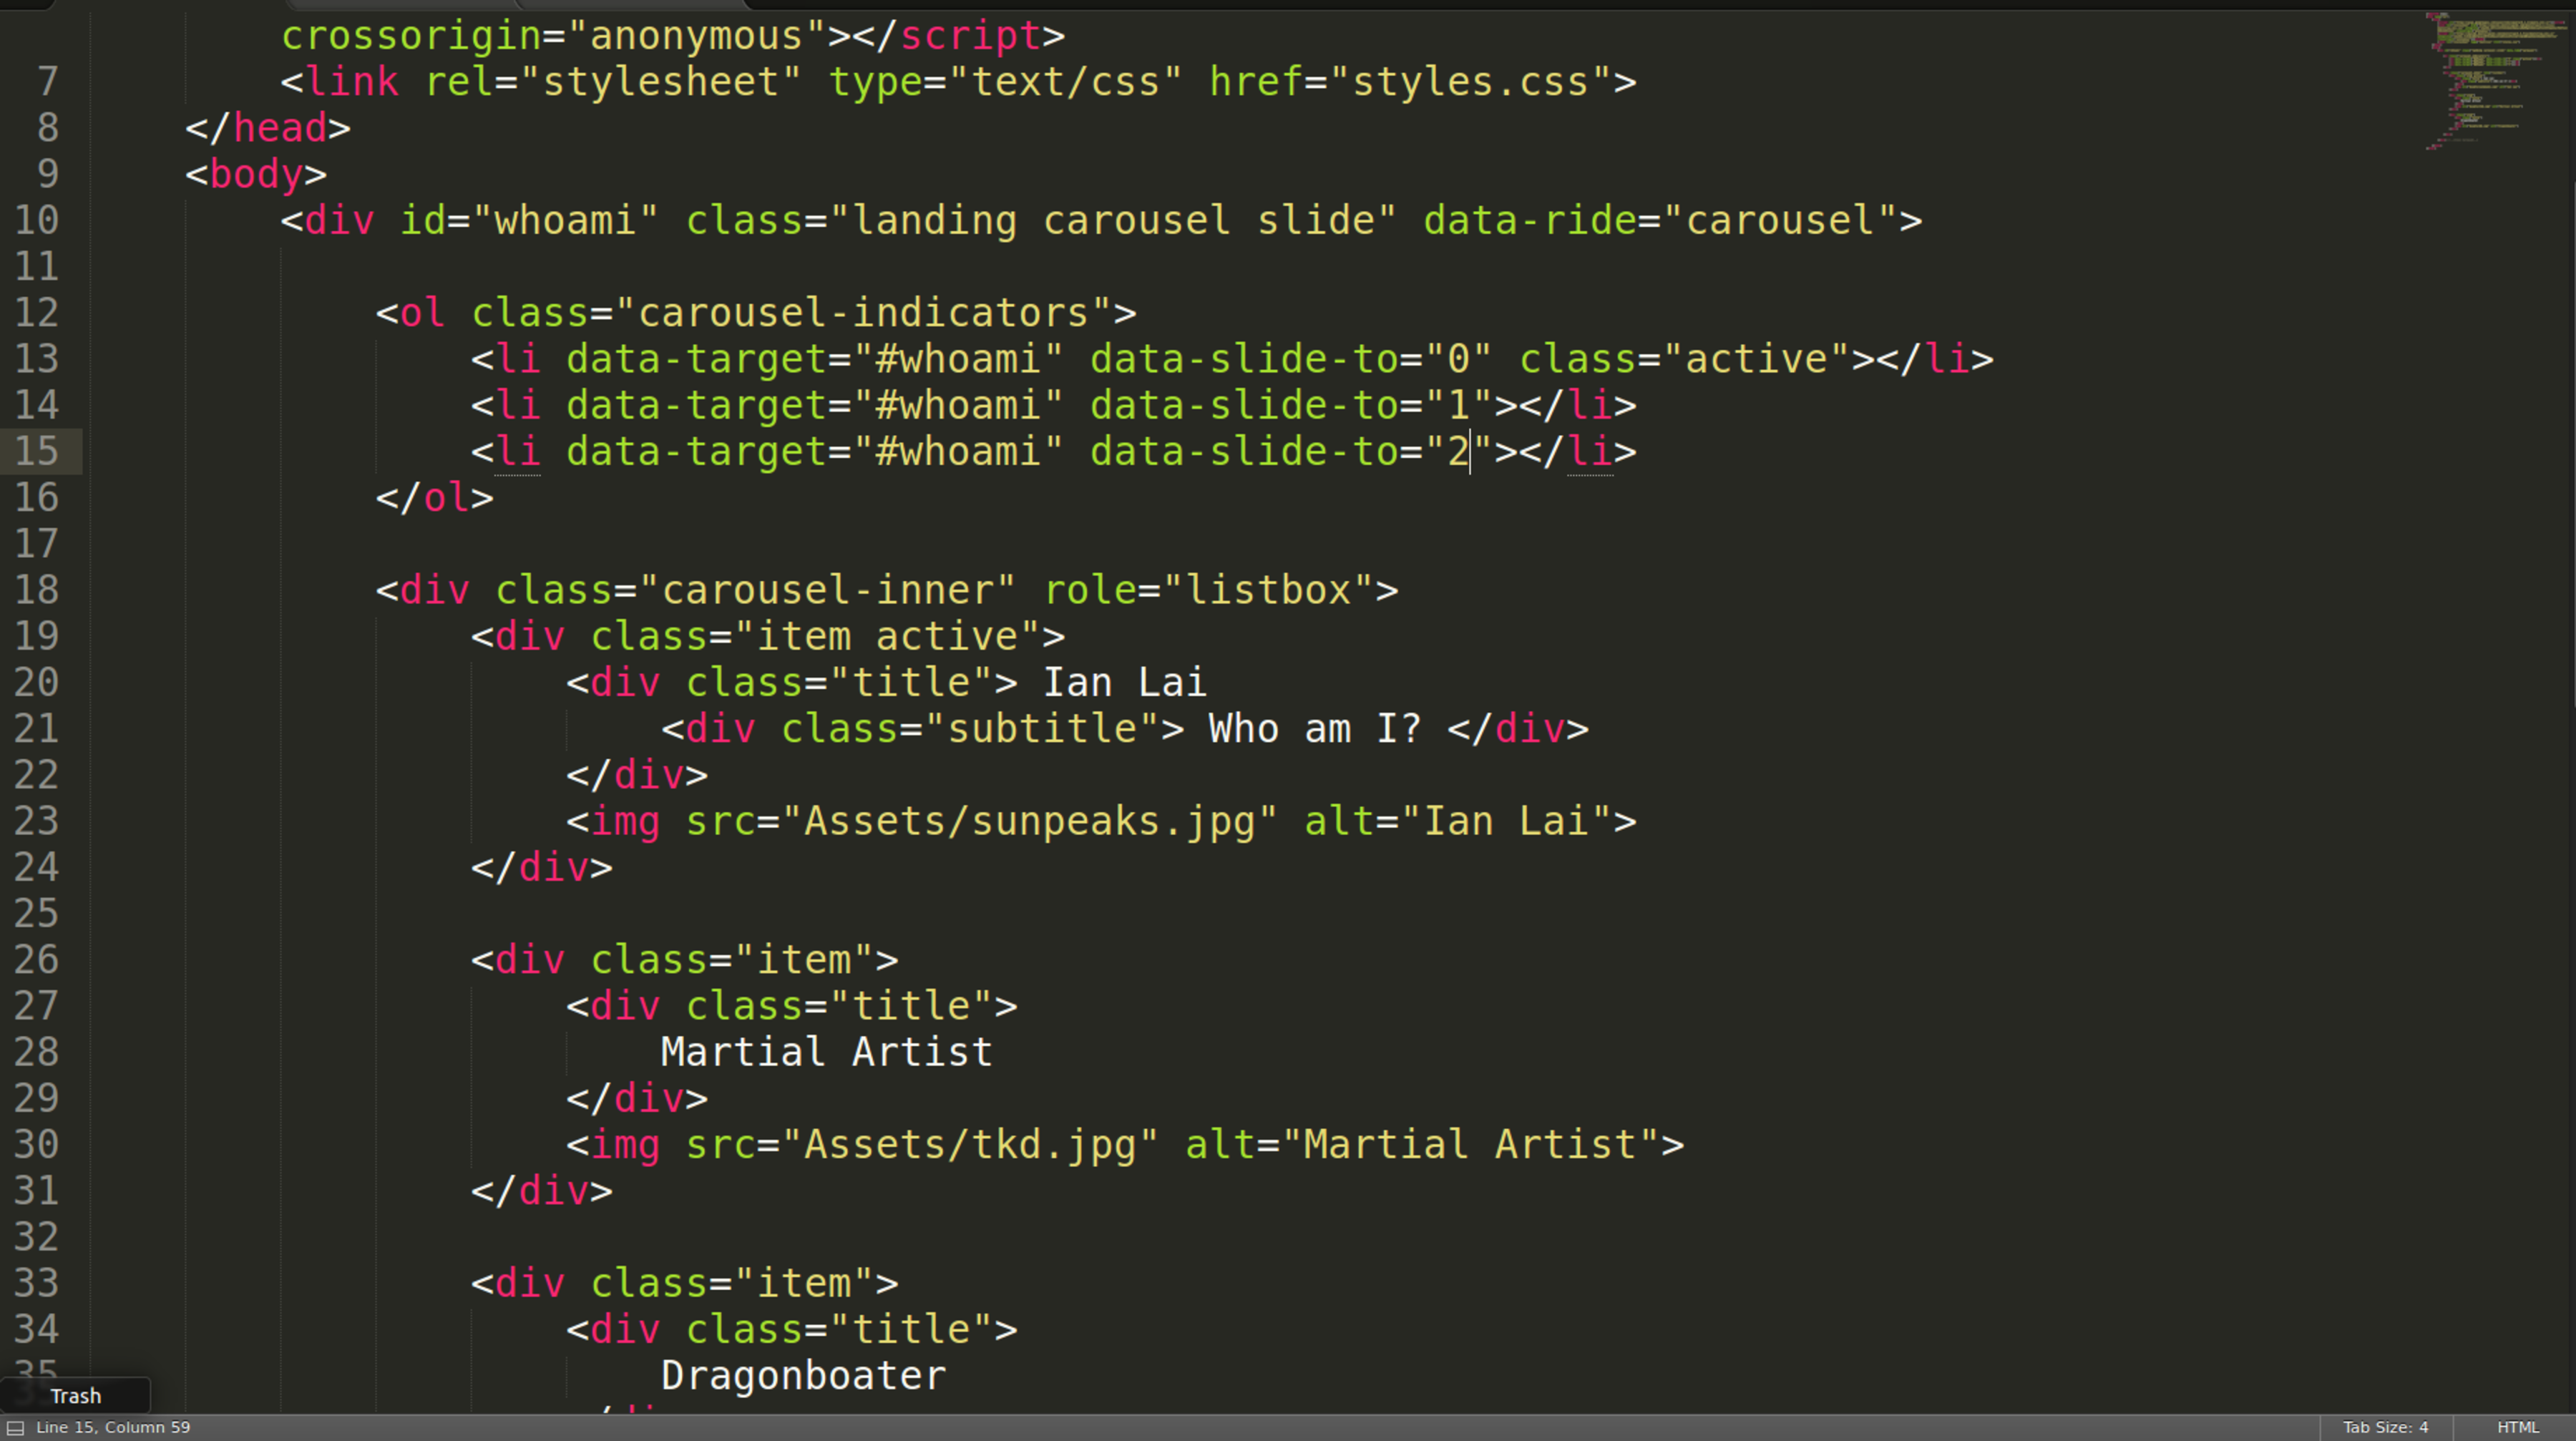 crossorigin="anonymous"></script>
7 <link rel="stylesheet" type="text/css" href="styles.css">
8 </head>
9 <body>
10 <div id="whoami" class="landing carousel slide" data-ride="carousel">
11
12 <ol class="carousel-indicators">
13 <li data-target="#whoami" data-slide-to="0" class="active"></li>
14 <li data-target="#whoami" data-slide-to="1"></li>
15 <li data-target="#whoami" data-slide-to="2"></li>
16 </ol>
17
18 <div class="carousel-inner" role="listbox">
19 <div class="item active">
20 <div class="title"> Ian Lai
21 <div class="subtitle"> Who am I? </div>
22 </div>
23 <img src="Assets/sunpeaks.jpg" alt="Ian Lai">
24 </div>
25
26 <div class="item">
27 <div class="title">
28 Martial Artist
29 </div>
30 <img src="Assets/tkd.jpg" alt="Martial Artist">
31 </div>
32
33 <div class="item">
34 <div class="title">
35 Dragonboater
Trash
Line 15, Column 59 Tab Size: 4 HTML